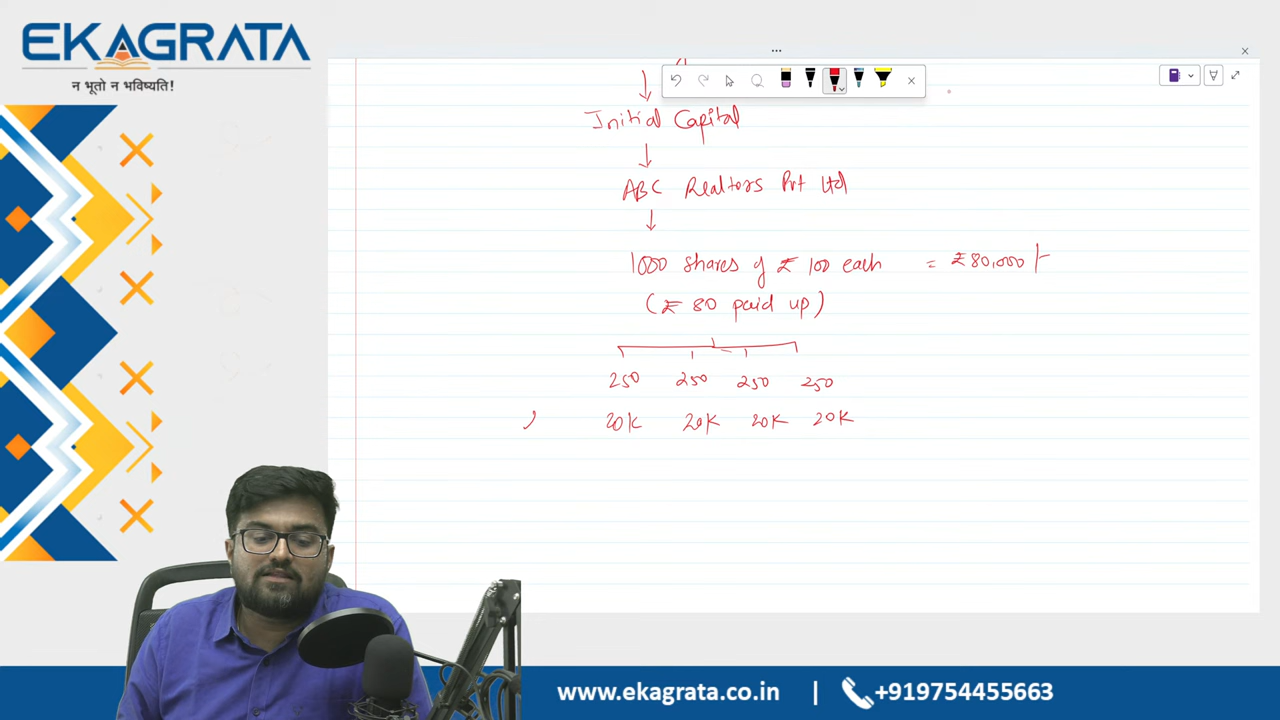 EKAGRATA
न भूतो न भविष्यति!
Initial Capital
ABC Realtors Pvt Ltd
1000 shares of ₹ 100 each = ₹80,000/-
(₹ 80 paid up)
250 250 250 250
20K 20K 20K 20K
www.ekagrata.co.in | +919754455663